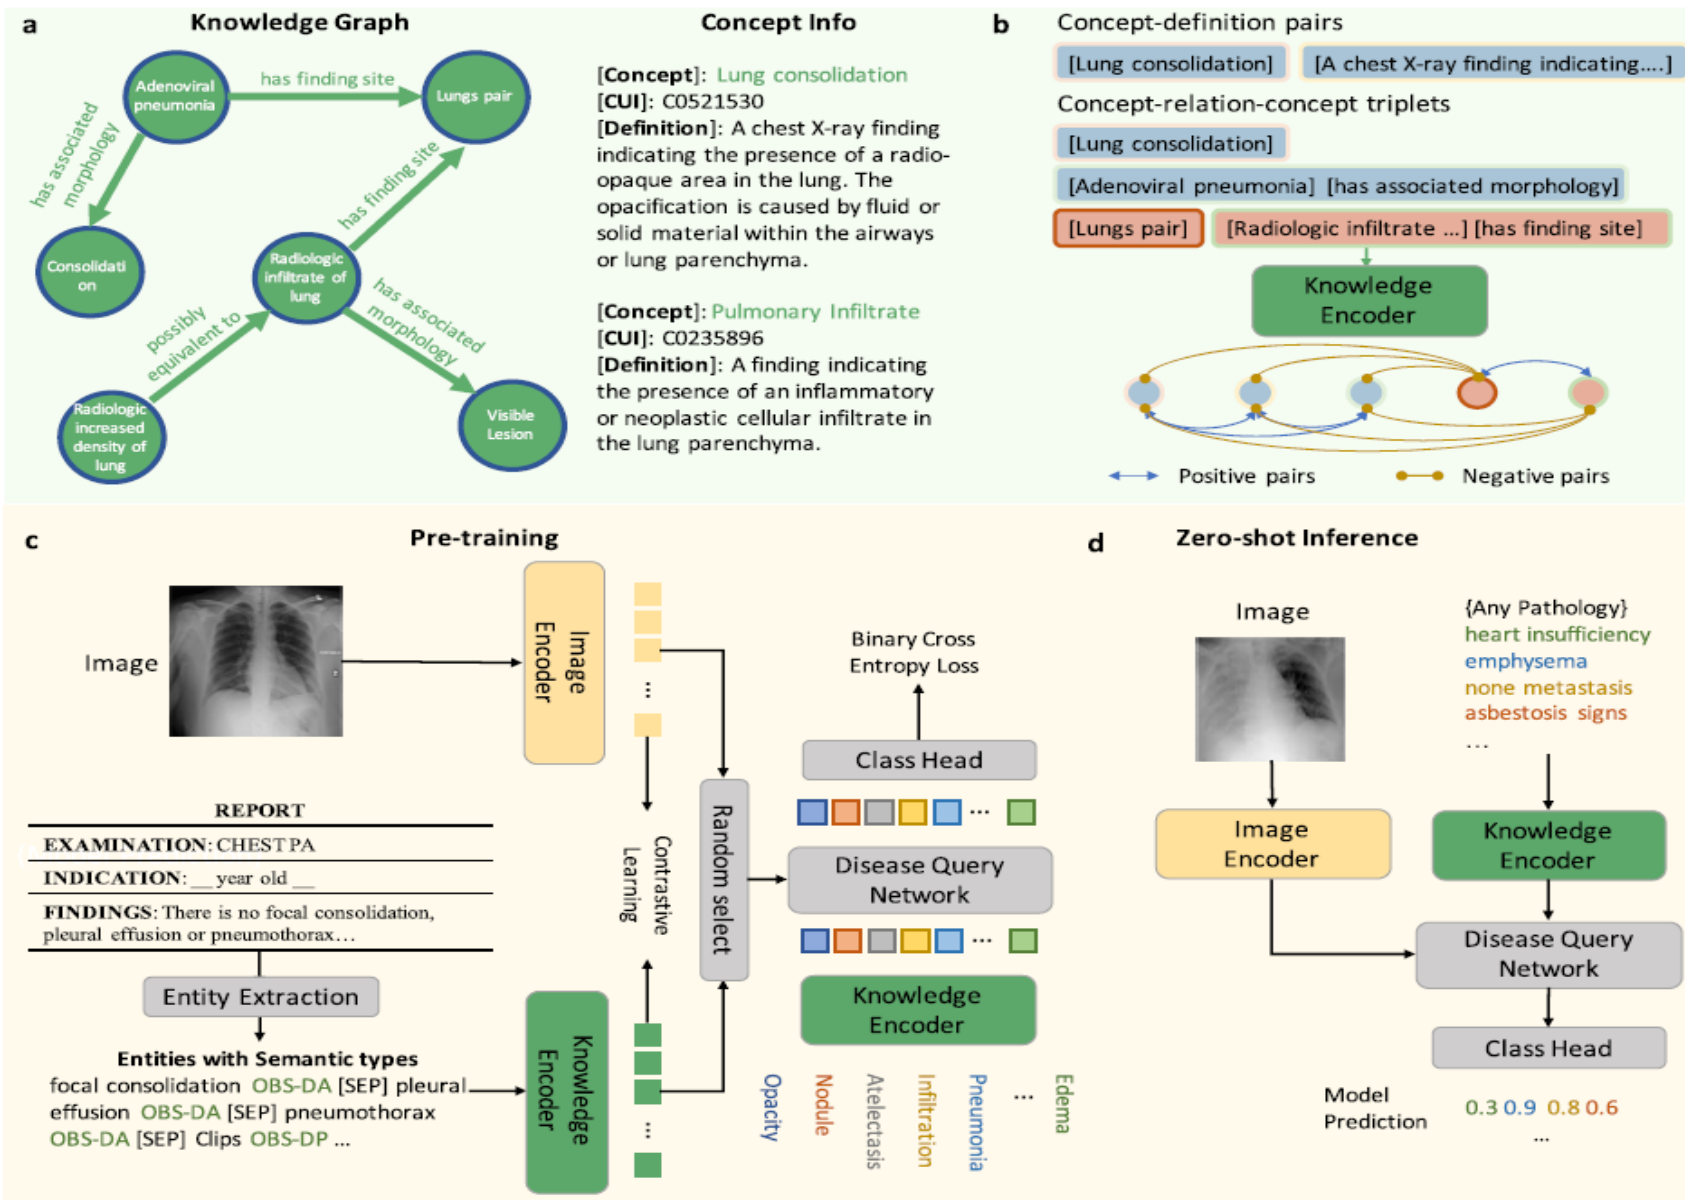 a
Knowledge Graph
Adenoviral
pneumonia
has finding site
Lungs pair
has associated
morphology
has finding site
Consolidati
on
Radiologic
infiltrate of
lung
possibly
equivalent to
has associated
morphology
Radiologic
increased
density of
lung
Visible
Lesion
Concept Info
[Concept]: Lung consolidation
[CUI]: C0521530
[Definition]: A chest X-ray finding
indicating the presence of a radio-
opaque area in the lung. The
opacification is caused by fluid or
solid material within the airways
or lung parenchyma.
[Concept]: Pulmonary Infiltrate
[CUI]: C0235896
[Definition]: A finding indicating
the presence of an inflammatory
or neoplastic cellular infiltrate in
the lung parenchyma.
b
Concept-definition pairs
[Lung consolidation] [A chest X-ray finding indicating....]
Concept-relation-concept triplets
[Lung consolidation]
[Adenoviral pneumonia] [has associated morphology]
[Lungs pair] [Radiologic infiltrate ...] [has finding site]
Knowledge
Encoder
Positive pairs
Negative pairs
c
Pre-training
Image
Image
Encoder
...
REPORT
EXAMINATION: CHEST PA
INDICATION: __ year old __
FINDINGS: There is no focal consolidation,
pleural effusion or pneumothorax...
Entity Extraction
Entities with Semantic types
focal consolidation OBS-DA [SEP] pleural
effusion OBS-DA [SEP] pneumothorax
OBS-DA [SEP] Clips OBS-DP ...
Knowledge
Encoder
...
Contrastive
Learning
Random select
Binary Cross
Entropy Loss
Class Head
...
Disease Query
Network
...
Knowledge
Encoder
Opacity
Nodule
Atelectasis
Infiltration
Pneumonia
...
Edema
d
Zero-shot Inference
Image
{Any Pathology}
heart insufficiency
emphysema
none metastasis
asbestosis signs
...
Image
Encoder
Knowledge
Encoder
Disease Query
Network
Class Head
Model
Prediction
0.3 0.9 0.8 0.6
...